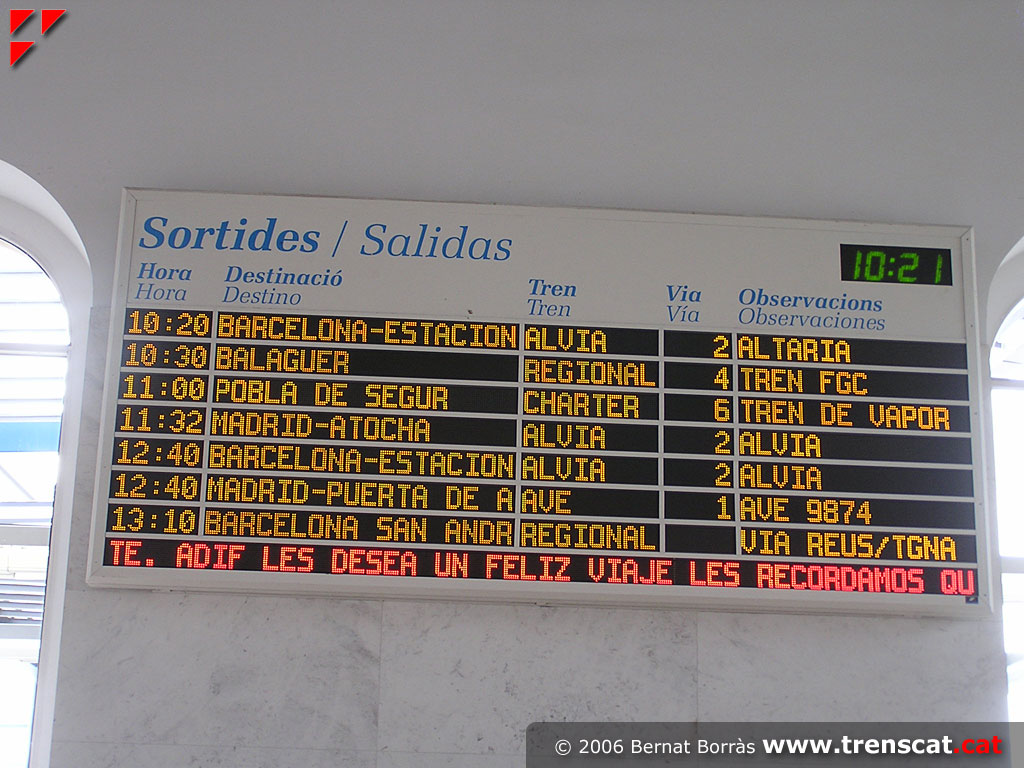 Sortides / Salidas
10:21
Hora Destinació Tren Via Observacions
Hora Destino Tren Vía Observaciones
10:20 BARCELONA-ESTACION ALVIA 2 ALTARIA
10:30 BALAGUER REGIONAL 4 TREN FGC
11:00 POBLA DE SEGUR CHARTER 6 TREN DE VAPOR
11:32 MADRID-ATOCHA ALVIA 2 ALVIA
12:40 BARCELONA-ESTACION ALVIA 2 ALVIA
12:40 MADRID-PUERTA DE A AVE 1 AVE 9874
13:10 BARCELONA SAN ANDR REGIONAL VIA REUS/TGNA
TE. ADIF LES DESEA UN FELIZ VIAJE LES RECORDAMOS QU
© 2006 Bernat Borràs www.trenscat.cat